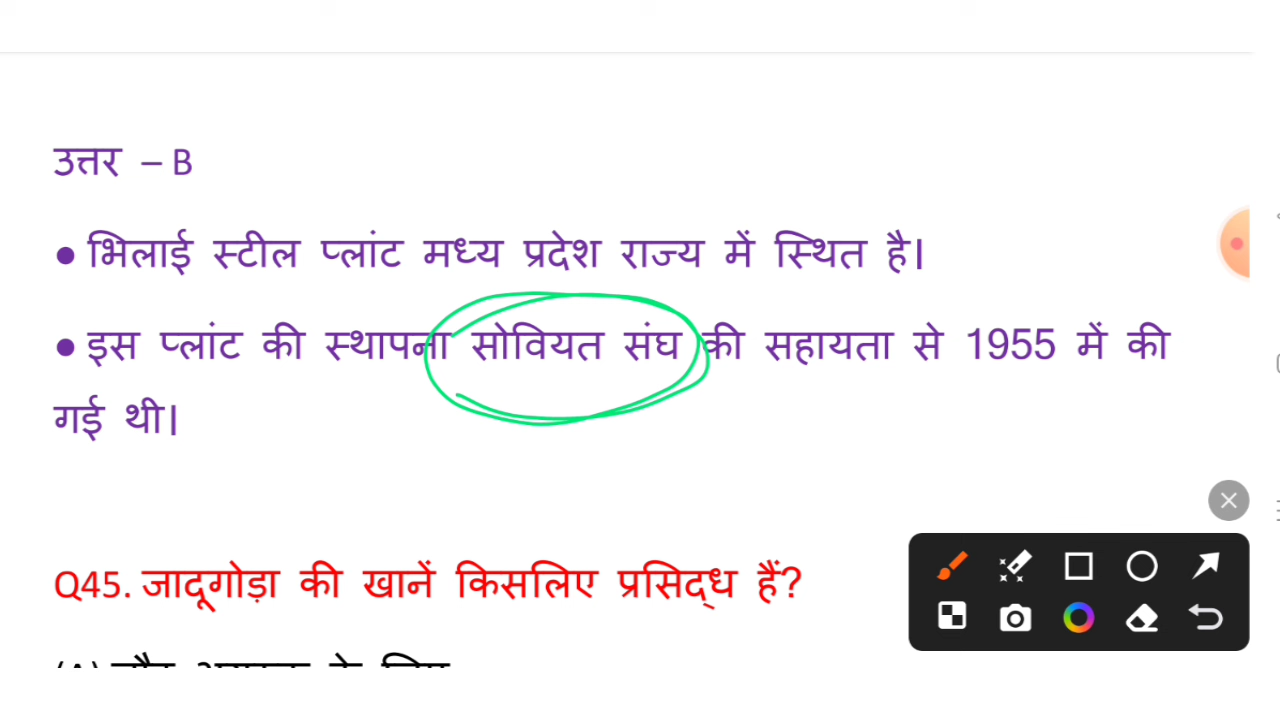 उत्तर – B
● भिलाई स्टील प्लांट मध्य प्रदेश राज्य में स्थित है।
● इस प्लांट की स्थापना सोवियत संघ की सहायता से 1955 में की
गई थी।
Q45. जादूगोड़ा की खानें किसलिए प्रसिद्ध हैं?